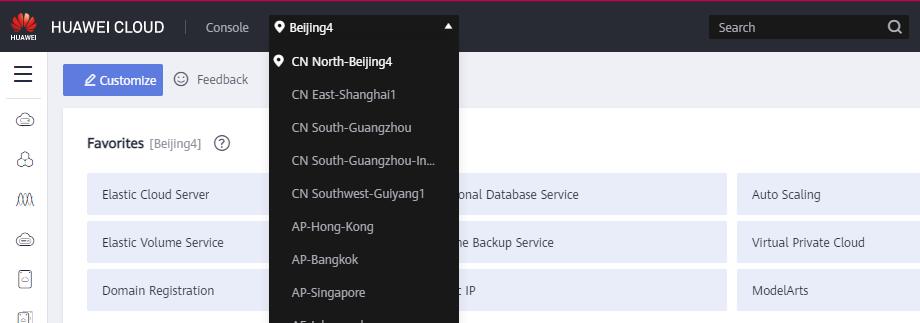 HUAWEI
HUAWEI CLOUD
Console
Beijing4
Search
CN North-Beijing4
CN East-Shanghai1
CN South-Guangzhou
CN South-Guangzhou-In...
CN Southwest-Guiyang1
AP-Hong-Kong
AP-Bangkok
AP-Singapore
Customize
Feedback
Favorites [Beijing4] ?
Elastic Cloud Server
Database Service
Auto Scaling
Elastic Volume Service
Backup Service
Virtual Private Cloud
Domain Registration
IP
ModelArts